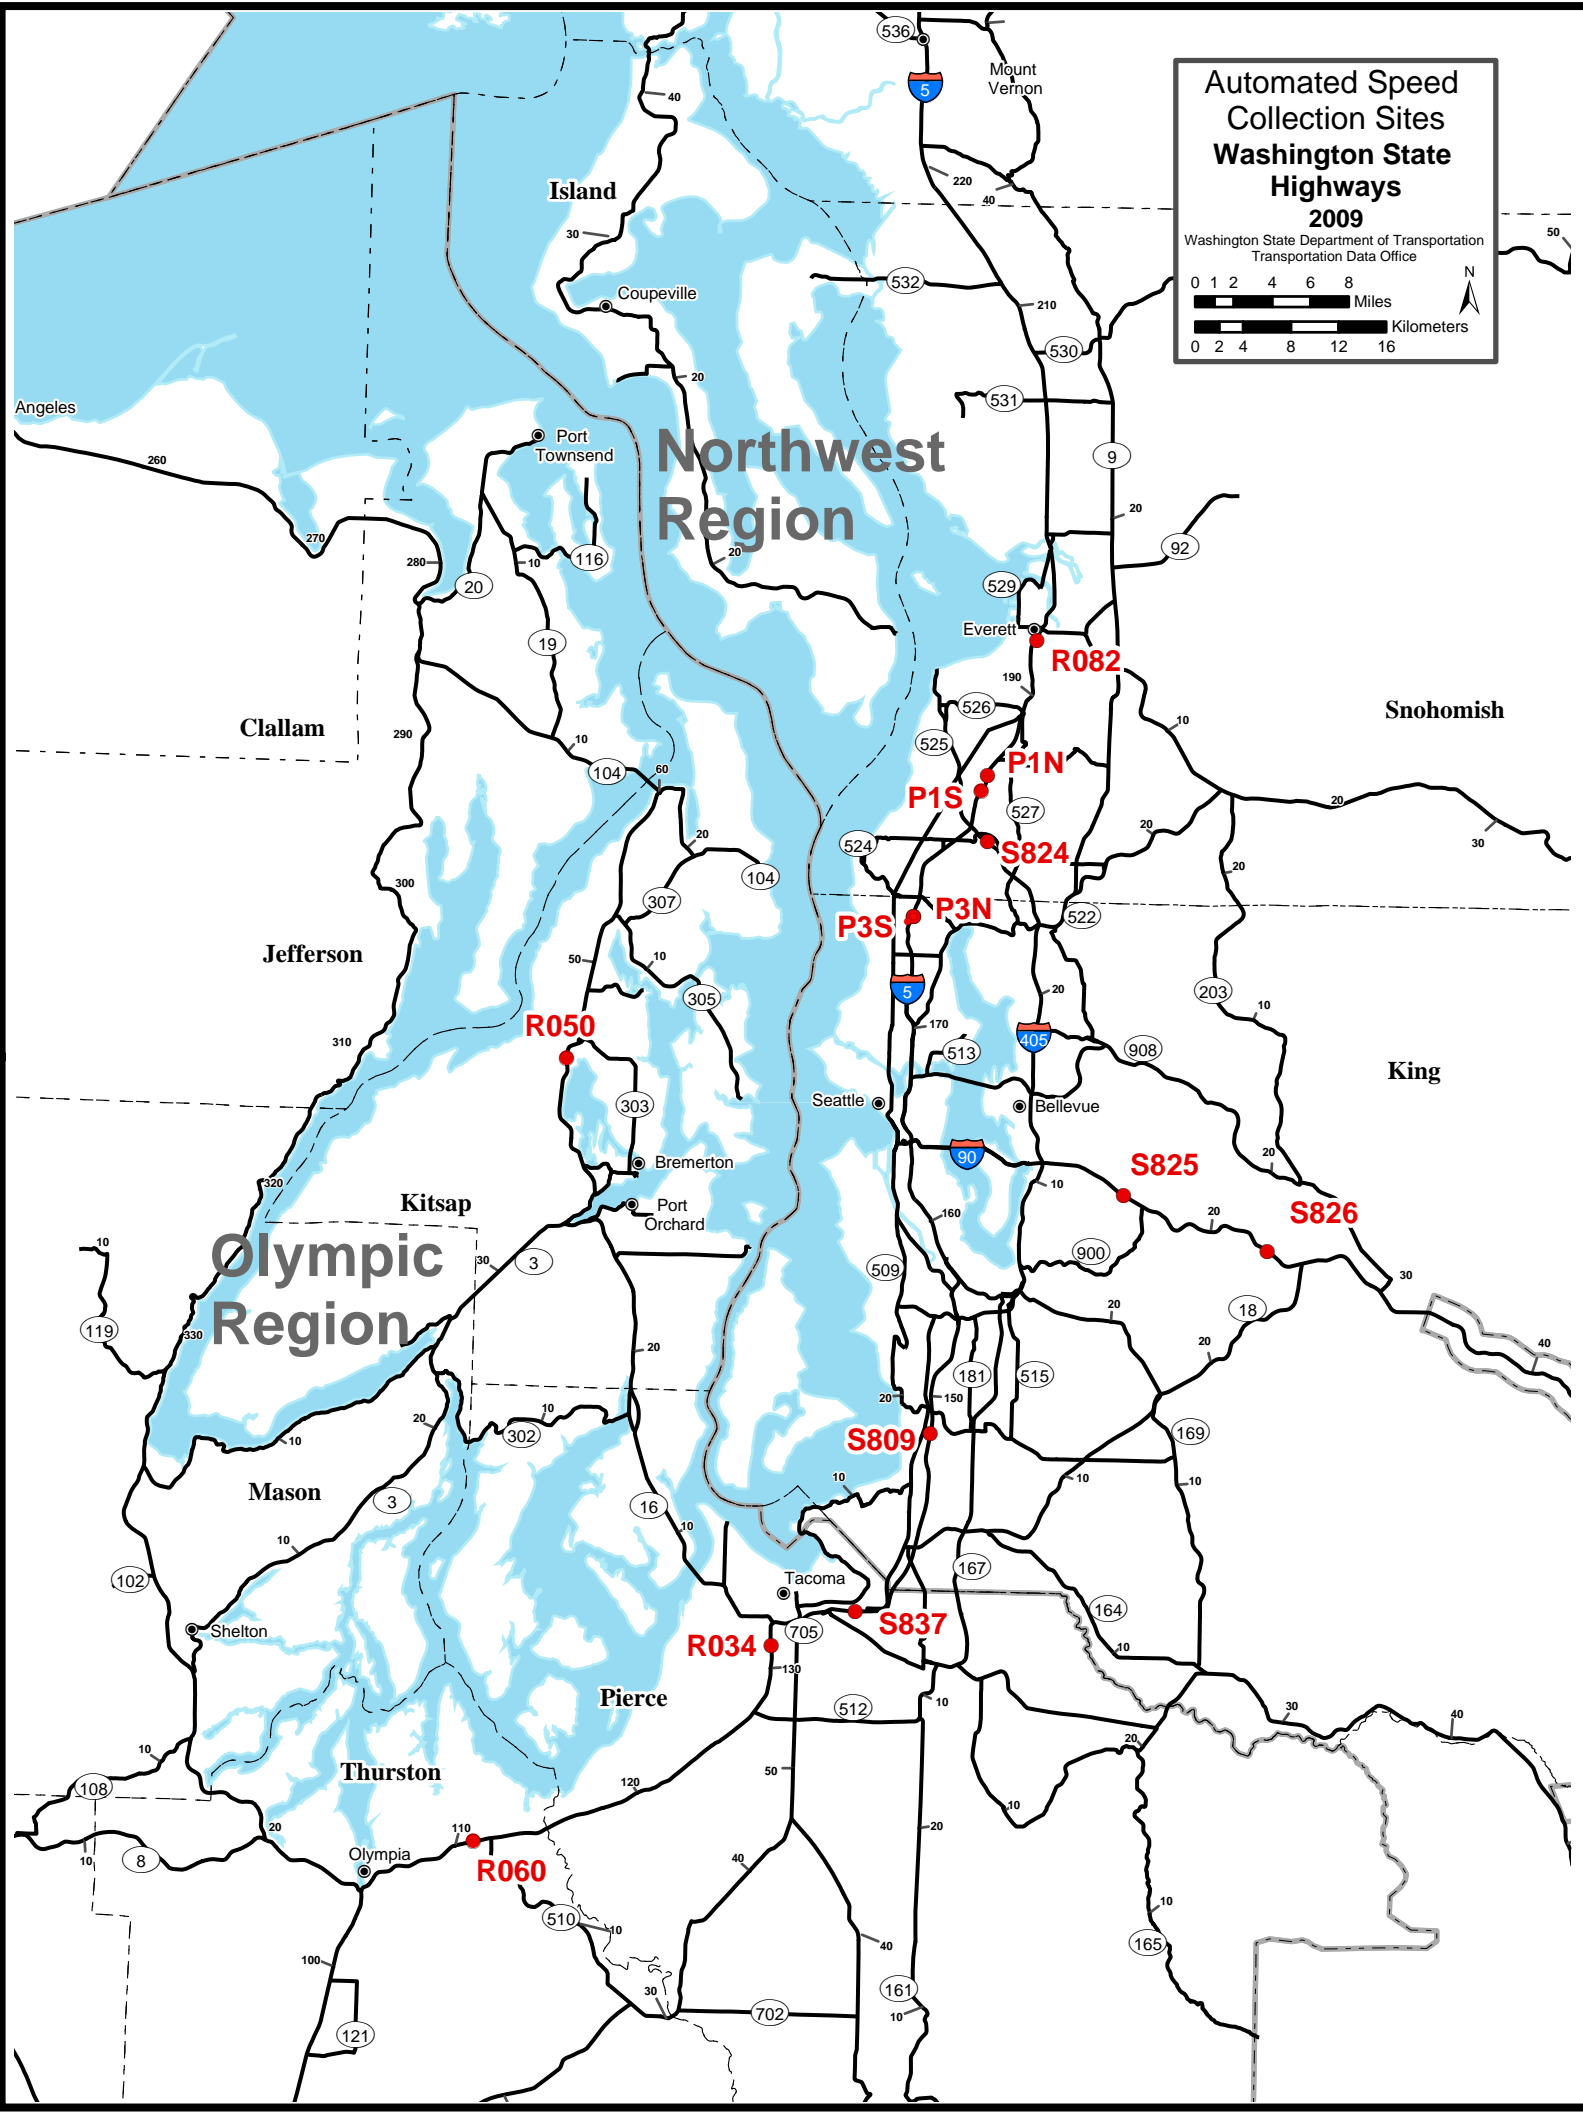 Automated Speed
Collection Sites
Washington State
Highways
2009
Washington State Department of Transportation
Transportation Data Office
0 1 2 4 6 8
Miles
Kilometers
0 2 4 8 12 16
N
536
5
Mount
Vernon
40
220
40
50
Island
30
Coupeville
532
210
530
20
531
Angeles
260
Port
Townsend
Northwest
Region
9
20
270
280
10
116
20
92
20
529
Everett
R082
19
190
526
Snohomish
10
Clallam
290
10
525
104
60
P1N
P1S
527
20
20
524
S824
20
30
300
104
20
307
P3N
522
P3S
Jefferson
50
10
305
5
20
203
10
R050
170
310
513
405
908
King
303
Seattle
Bellevue
90
Bremerton
20
S825
320
10
Kitsap
Port
Orchard
160
20
S826
10
Olympic
Region
30
3
900
509
30
119
330
20
18
20
20
40
181
515
20
150
20
10
302
10
S809
169
Mason
10
10
10
3
16
10
10
102
Tacoma
167
164
Shelton
705
S837
10
R034
130
Pierce
512
10
30
40
10
20
Thurston
120
50
108
10
20
110
20
10
8
Olympia
R060
40
10
510
10
40
165
100
30
161
10
702
121